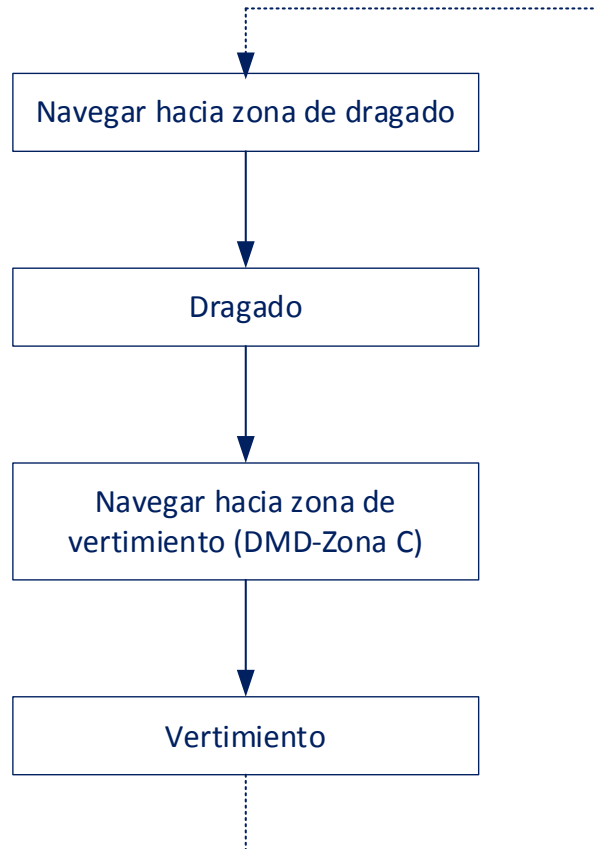 Navegar hacia zona de dragado
Dragado
Navegar hacia zona de
vertimiento (DMD-Zona C)
Vertimiento